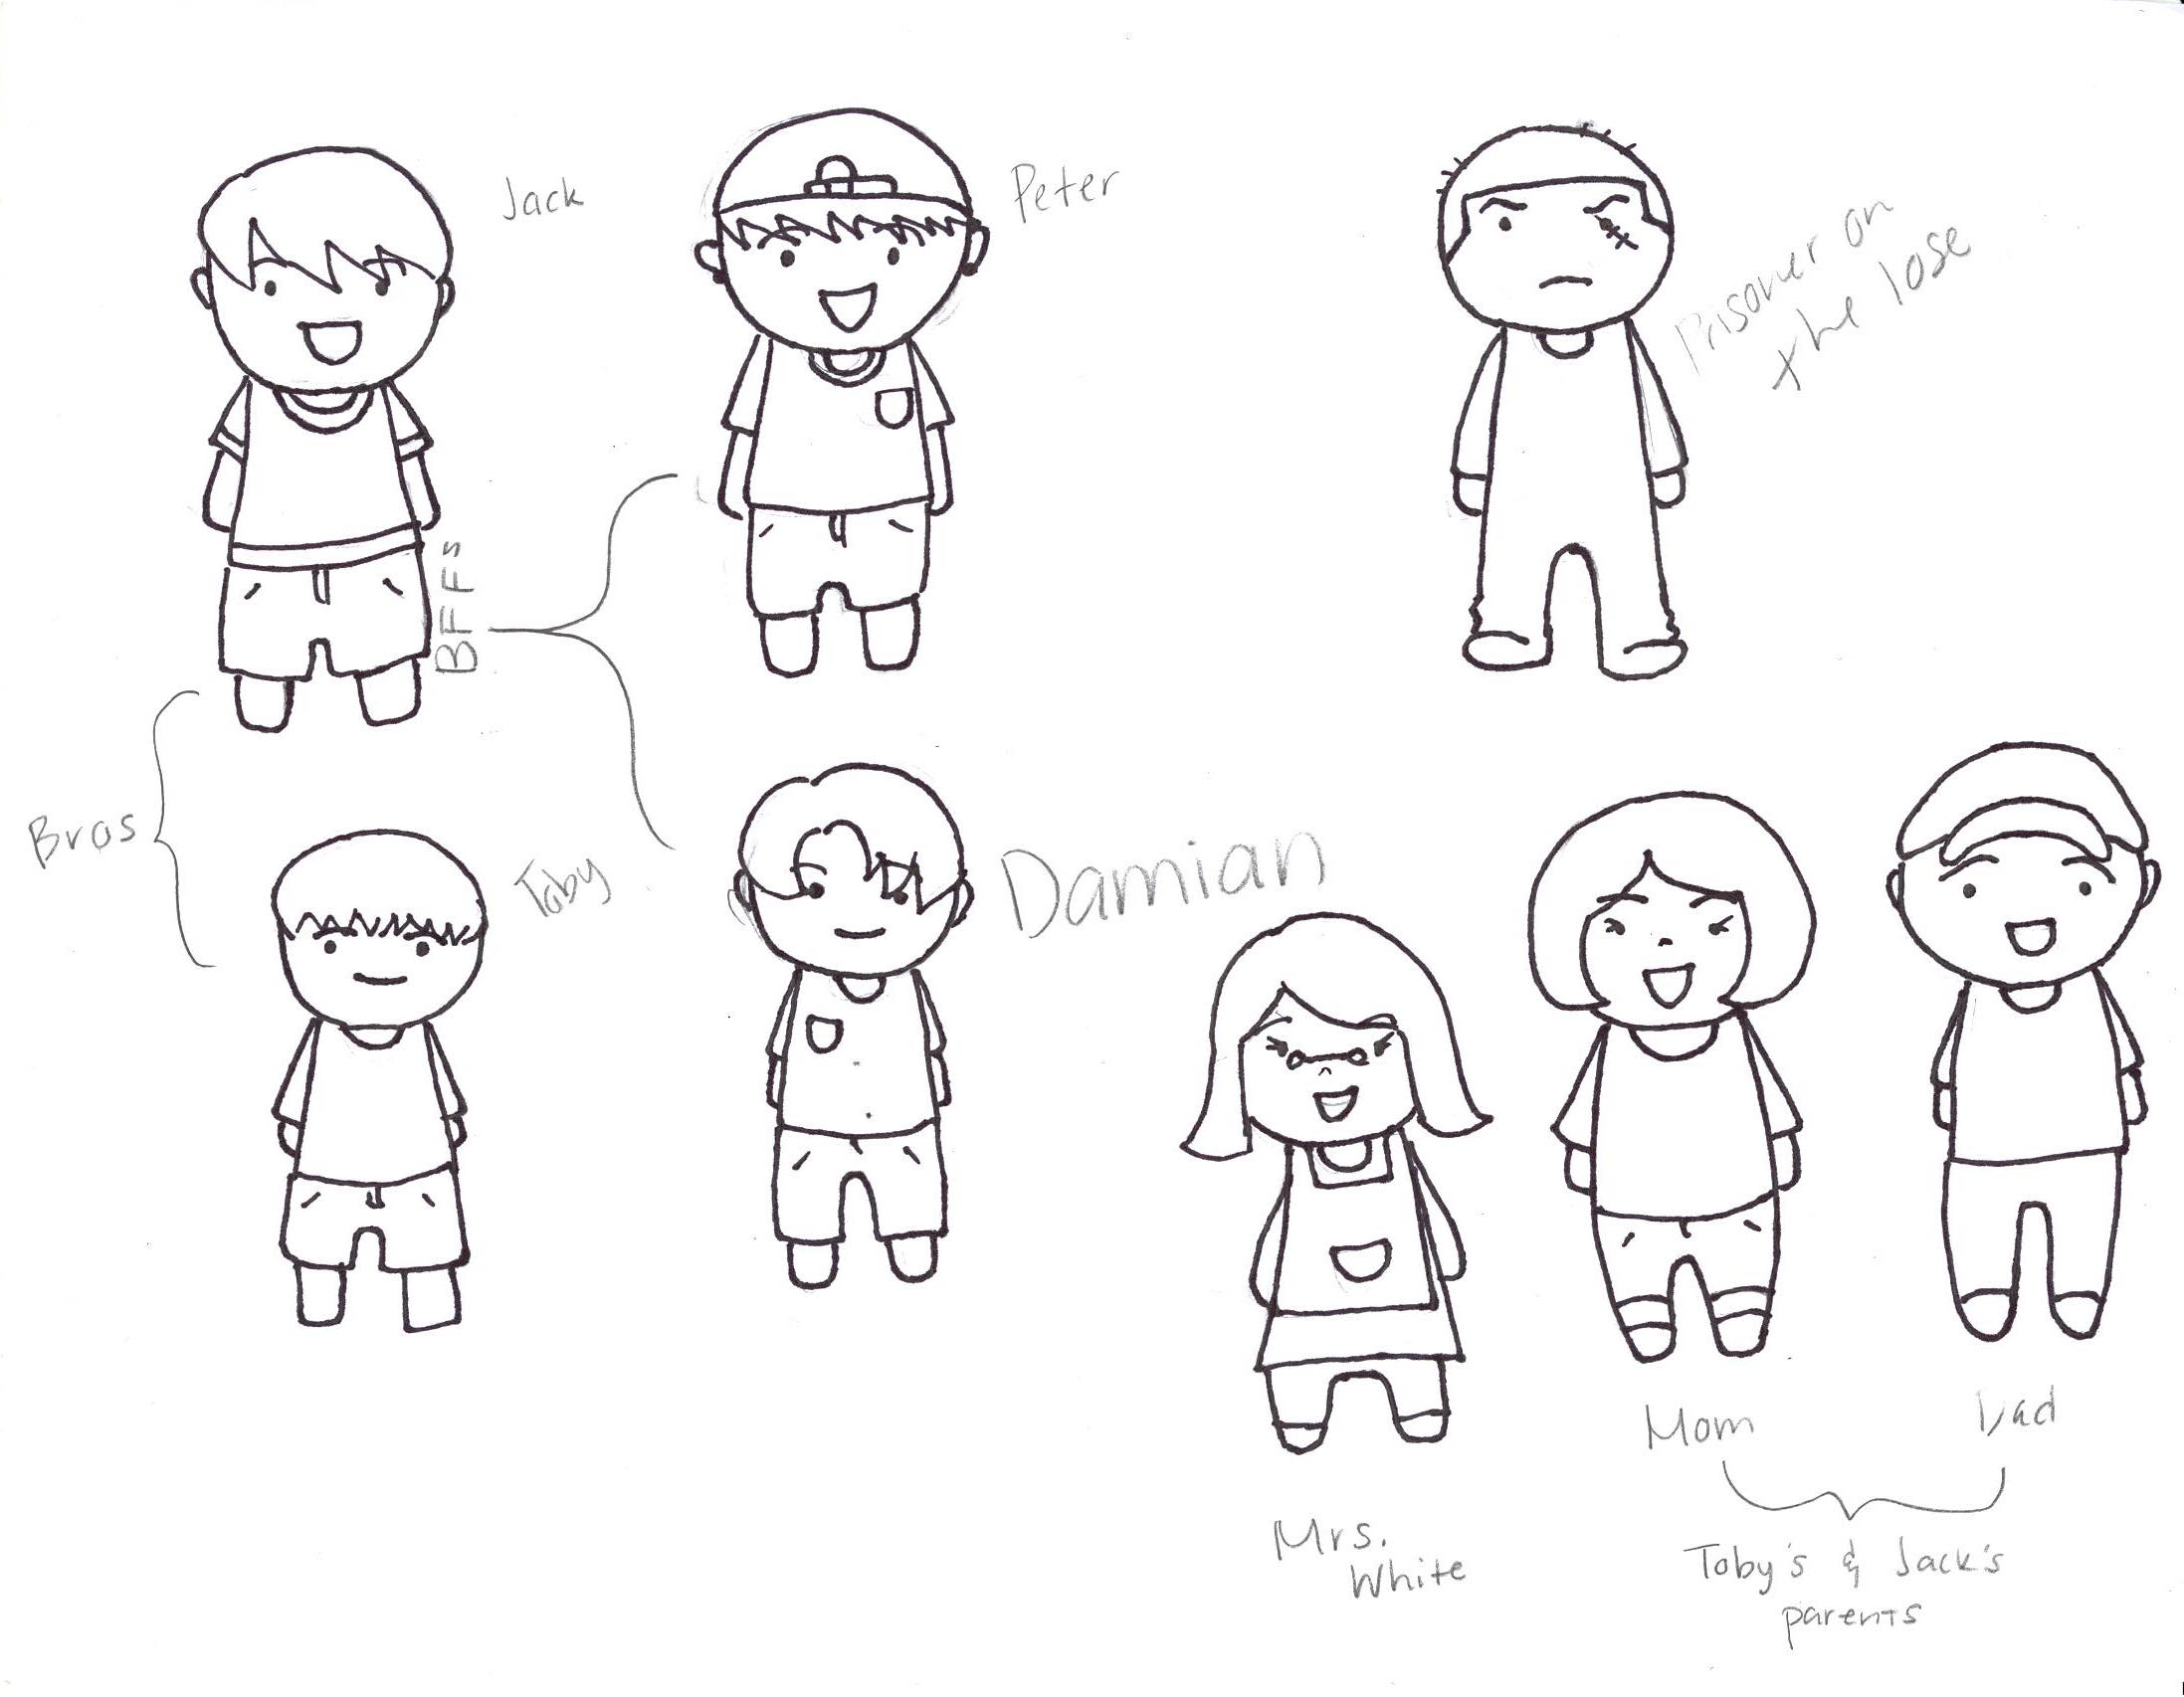 Jack
Peter
Prisoner on
the lose
BFFs
Bros
Toby
Damian
Mom
Dad
Mrs.
White
Toby's & Jack's
parents